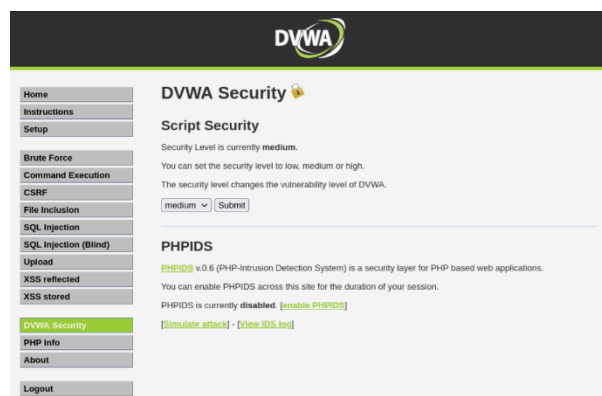 DVWA
Home
Instructions
Setup
Brute Force
Command Execution
CSRF
File Inclusion
SQL Injection
SQL Injection (Blind)
Upload
XSS reflected
XSS stored
DVWA Security
PHP Info
About
Logout
DVWA Security
Script Security
Security Level is currently medium.
You can set the security level to low, medium or high.
The security level changes the vulnerability level of DVWA.
medium Submit
PHPIDS
PHPIDS v.0.6 (PHP-Intrusion Detection System) is a security layer for PHP based web applications.
You can enable PHPIDS across this site for the duration of your session.
PHPIDS is currently disabled. [enable PHPIDS]
[Simulate attack] - [View IDS log]